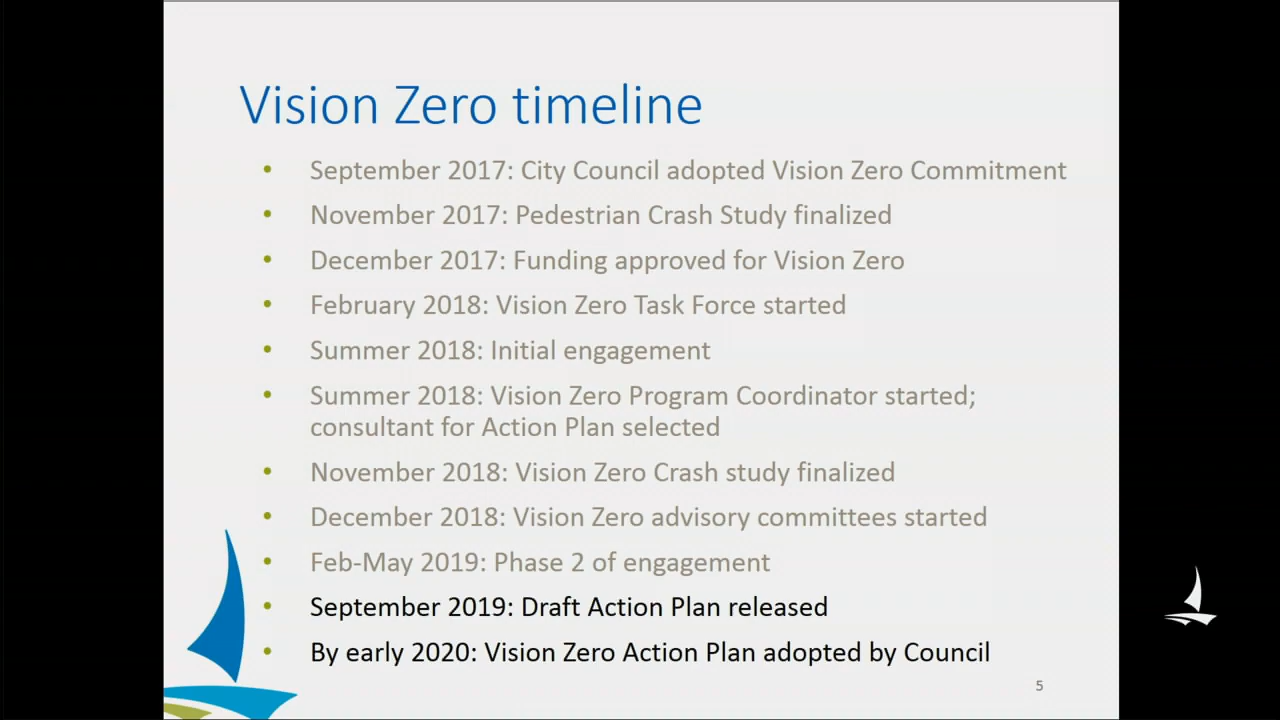 Vision Zero timeline
• September 2017: City Council adopted Vision Zero Commitment
• November 2017: Pedestrian Crash Study finalized
• December 2017: Funding approved for Vision Zero
• February 2018: Vision Zero Task Force started
• Summer 2018: Initial engagement
• Summer 2018: Vision Zero Program Coordinator started;
consultant for Action Plan selected
• November 2018: Vision Zero Crash study finalized
• December 2018: Vision Zero advisory committees started
• Feb-May 2019: Phase 2 of engagement
• September 2019: Draft Action Plan released
• By early 2020: Vision Zero Action Plan adopted by Council
5